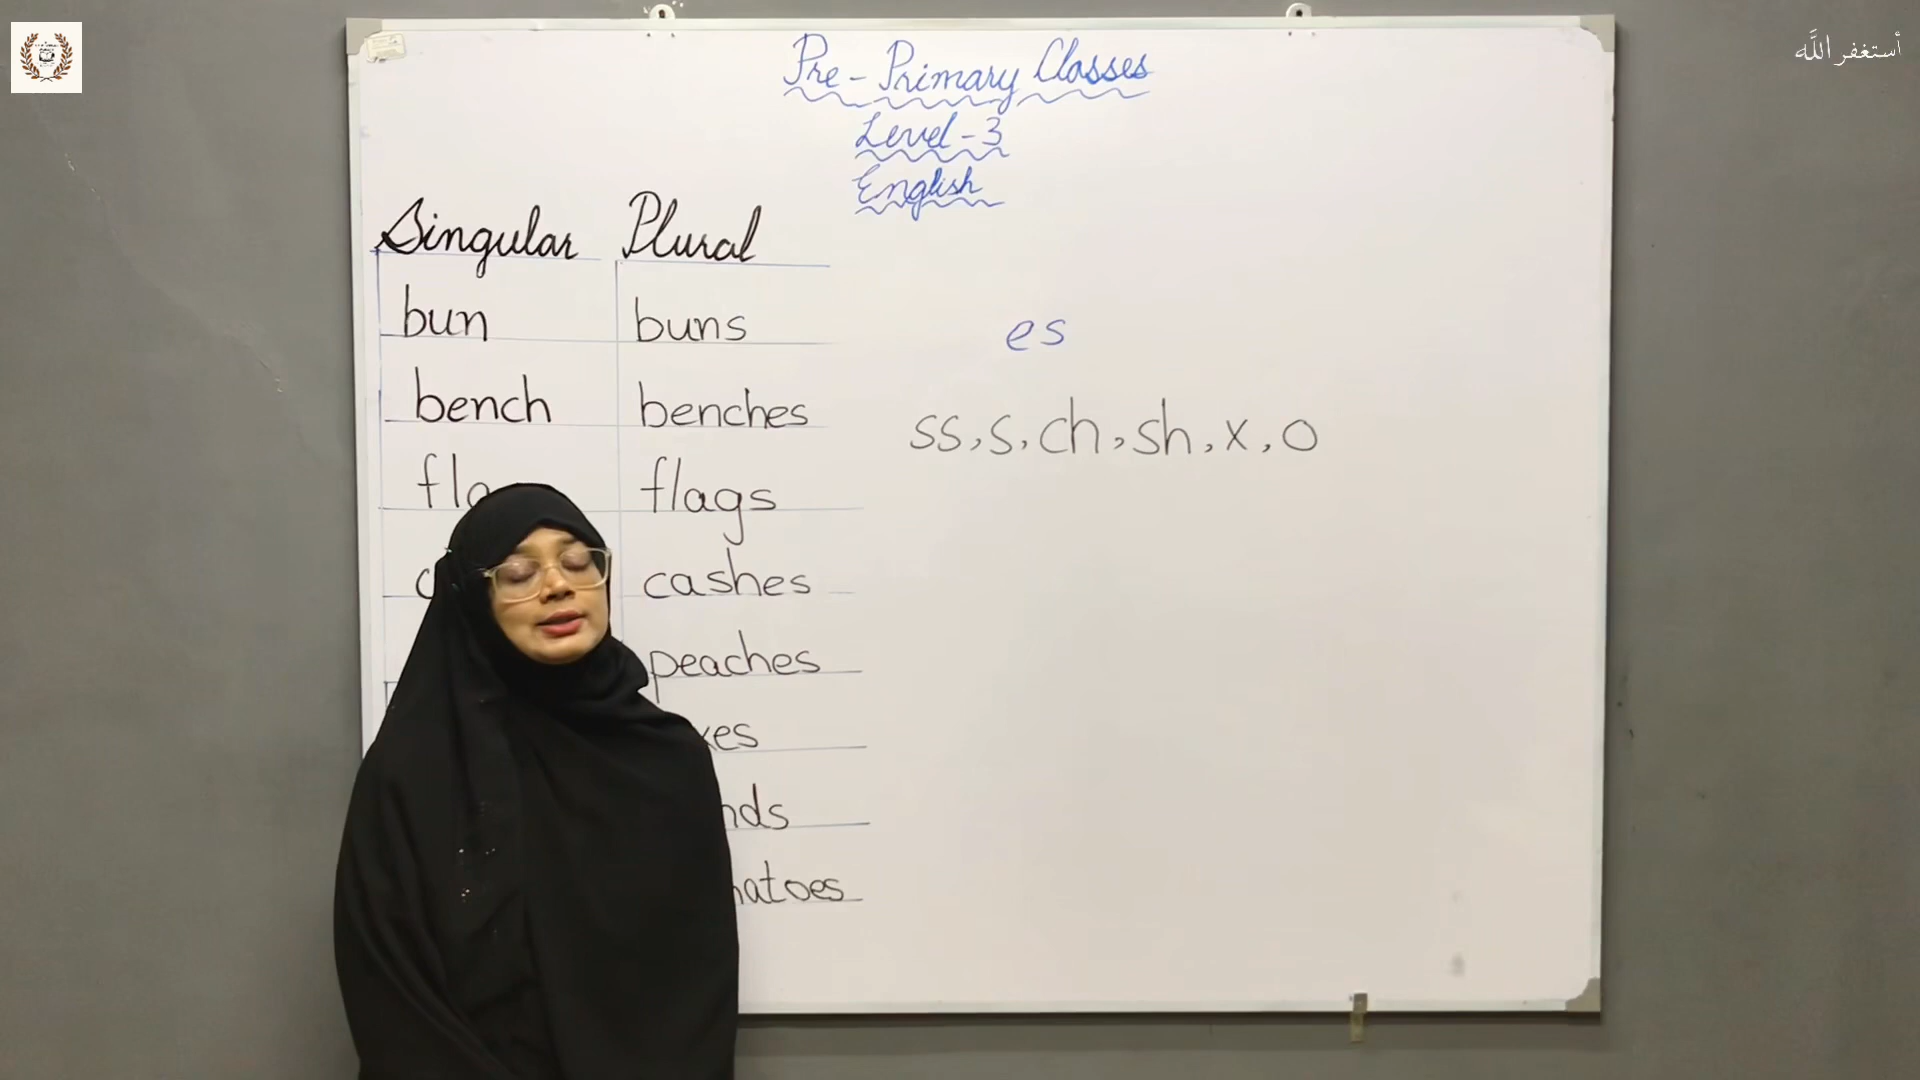 أستغفر الله
Pre-Primary Classes
Level-3
English
Singular Plural
bun buns
bench benches
flags
cashes
peaches
es
ss, s, ch, sh, x, o